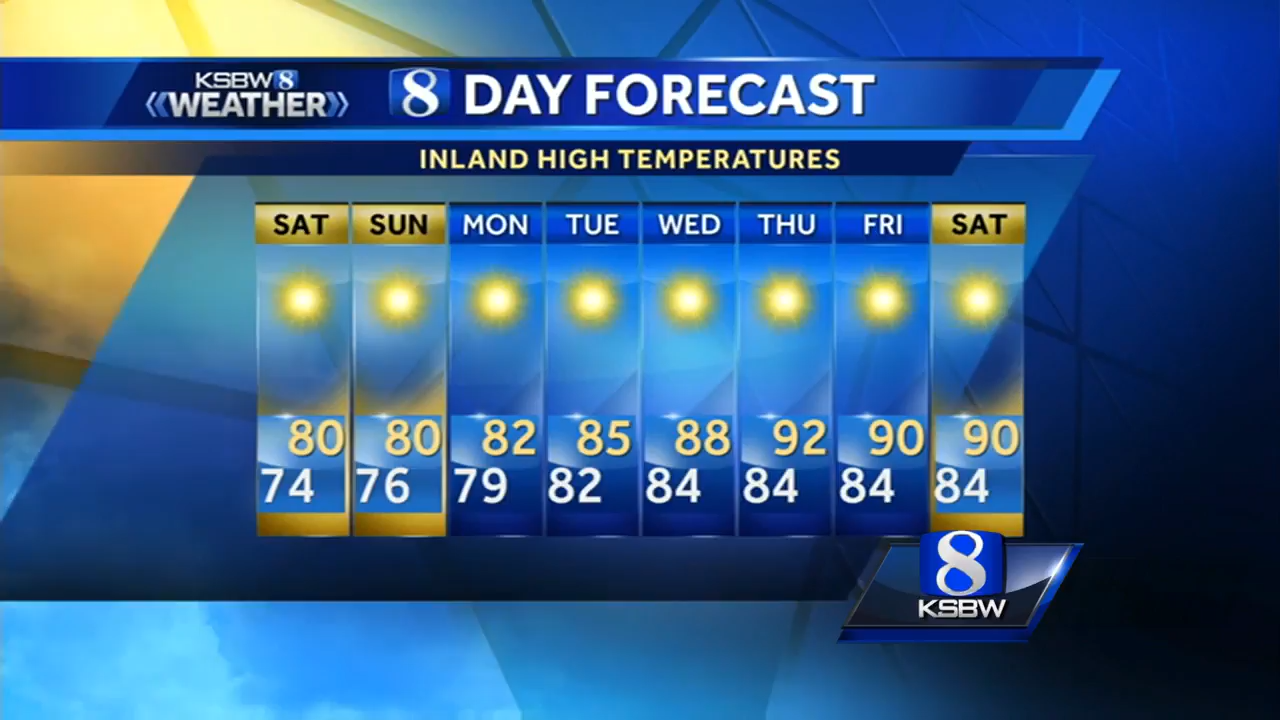 KSBW 8
WEATHER
8 DAY FORECAST
INLAND HIGH TEMPERATURES
SAT SUN MON TUE WED THU FRI SAT
80 80 82 85 88 92 90 90
74 76 79 82 84 84 84 84
8
KSBW